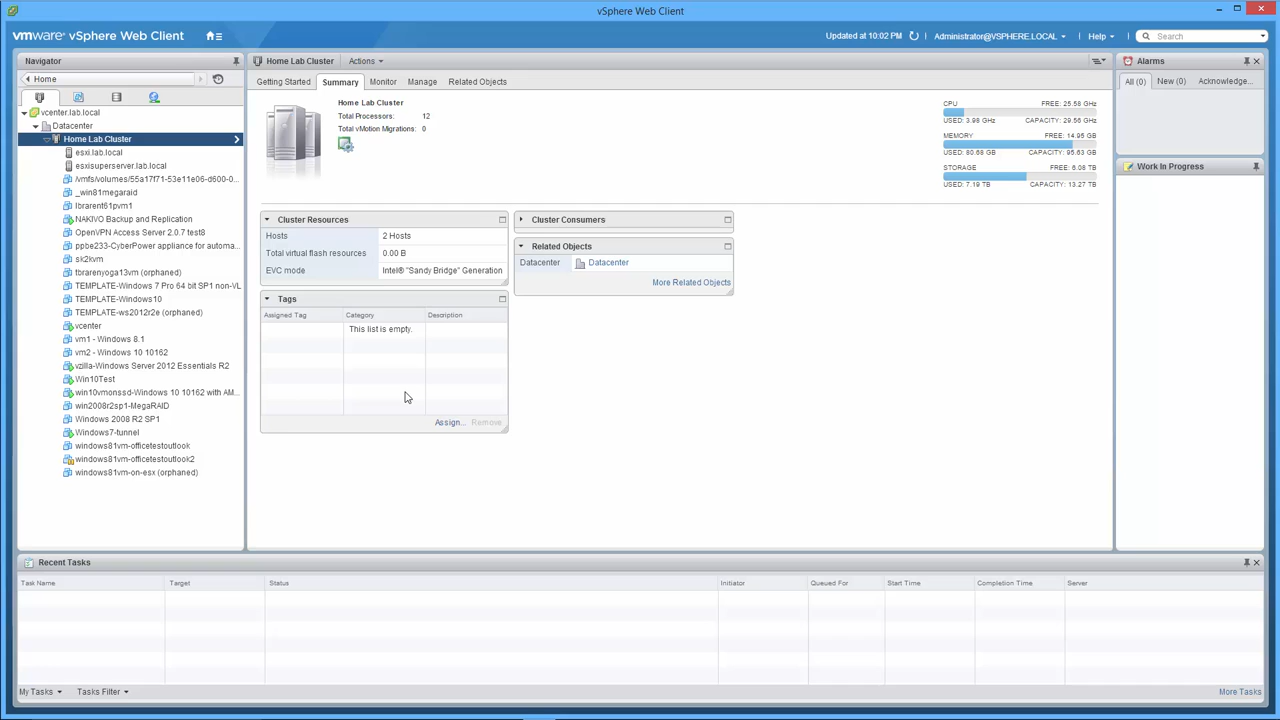 vSphere Web Client
vmware® vSphere Web Client
Updated at 10:02 PM
Administrator@VSPHERE.LOCAL
Help
Search
Navigator
Home
vcenter.lab.local
Datacenter
Home Lab Cluster
esxi.lab.local
esxisuperserver.lab.local
/vmfs/volumes/55a17f71-53e11e06-d600-0...
_win81megaraid
lbrarent61pvm1
NAKIVO Backup and Replication
OpenVPN Access Server 2.0.7 test8
ppbe233-CyberPower appliance for automa...
sk2kvm
tbrarenyoga13vm (orphaned)
TEMPLATE-Windows 7 Pro 64 bit SP1 non-VL
TEMPLATE-Windows10
TEMPLATE-ws2012r2e (orphaned)
vcenter
vm1 - Windows 8.1
vm2 - Windows 10 10162
vzilla-Windows Server 2012 Essentials R2
Win10Test
win10vmonssd-Windows 10 10162 with AM...
win2008r2sp1-MegaRAID
Windows 2008 R2 SP1
Windows7-tunnel
windows81vm-officetestoutlook
windows81vm-officetestoutlook2
windows81vm-on-esx (orphaned)
Home Lab Cluster
Actions
Getting Started
Summary
Monitor
Manage
Related Objects
Home Lab Cluster
Total Processors: 12
Total vMotion Migrations: 0
CPU FREE: 25.58 GHz
USED: 3.98 GHz CAPACITY: 29.56 GHz
MEMORY FREE: 14.95 GB
USED: 80.68 GB CAPACITY: 95.63 GB
STORAGE FREE: 6.08 TB
USED: 7.19 TB CAPACITY: 13.27 TB
Cluster Resources
Hosts 2 Hosts
Total virtual flash resources 0.00 B
EVC mode Intel® "Sandy Bridge" Generation
Tags
Assigned Tag Category Description
This list is empty.
Assign... Remove
Cluster Consumers
Related Objects
Datacenter Datacenter
More Related Objects
Alarms
All (0) New (0) Acknowledge...
Work In Progress
Recent Tasks
Task Name Target Status Initiator Queued For Start Time Completion Time Server
My Tasks Tasks Filter More Tasks